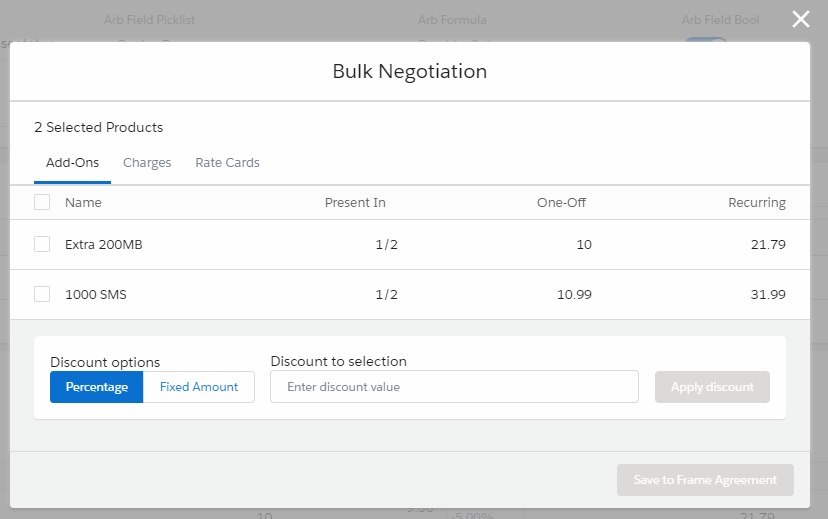 Arb Field Picklist Arb Formula Arb Field Bool
Bulk Negotiation
2 Selected Products
Add-Ons Charges Rate Cards
Name Present In One-Off Recurring
Extra 200MB 1/2 10 21.79
1000 SMS 1/2 10.99 31.99
Discount options Discount to selection
Percentage Fixed Amount Enter discount value Apply discount
Save to Frame Agreement
10 -5.00% 21.79